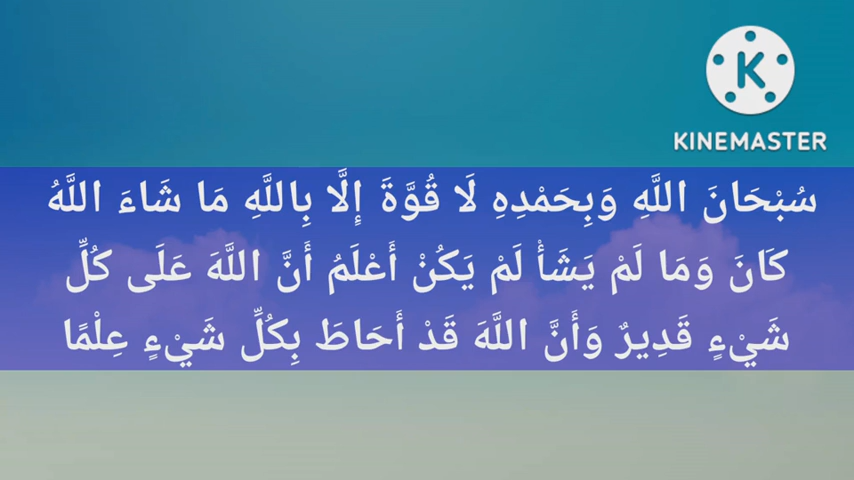 KINEMASTER
سُبْحَانَ اللَّهِ وَبِحَمْدِهِ لَا قُوَّةَ إِلَّا بِاللَّهِ مَا شَاءَ اللَّهُ
كَانَ وَمَا لَمْ يَشَأْ لَمْ يَكُنْ أَعْلَمُ أَنَّ اللَّهَ عَلَى كُلِّ
شَيْءٍ قَدِيرٌ وَأَنَّ اللَّهَ قَدْ أَحَاطَ بِكُلِّ شَيْءٍ عِلْمًا